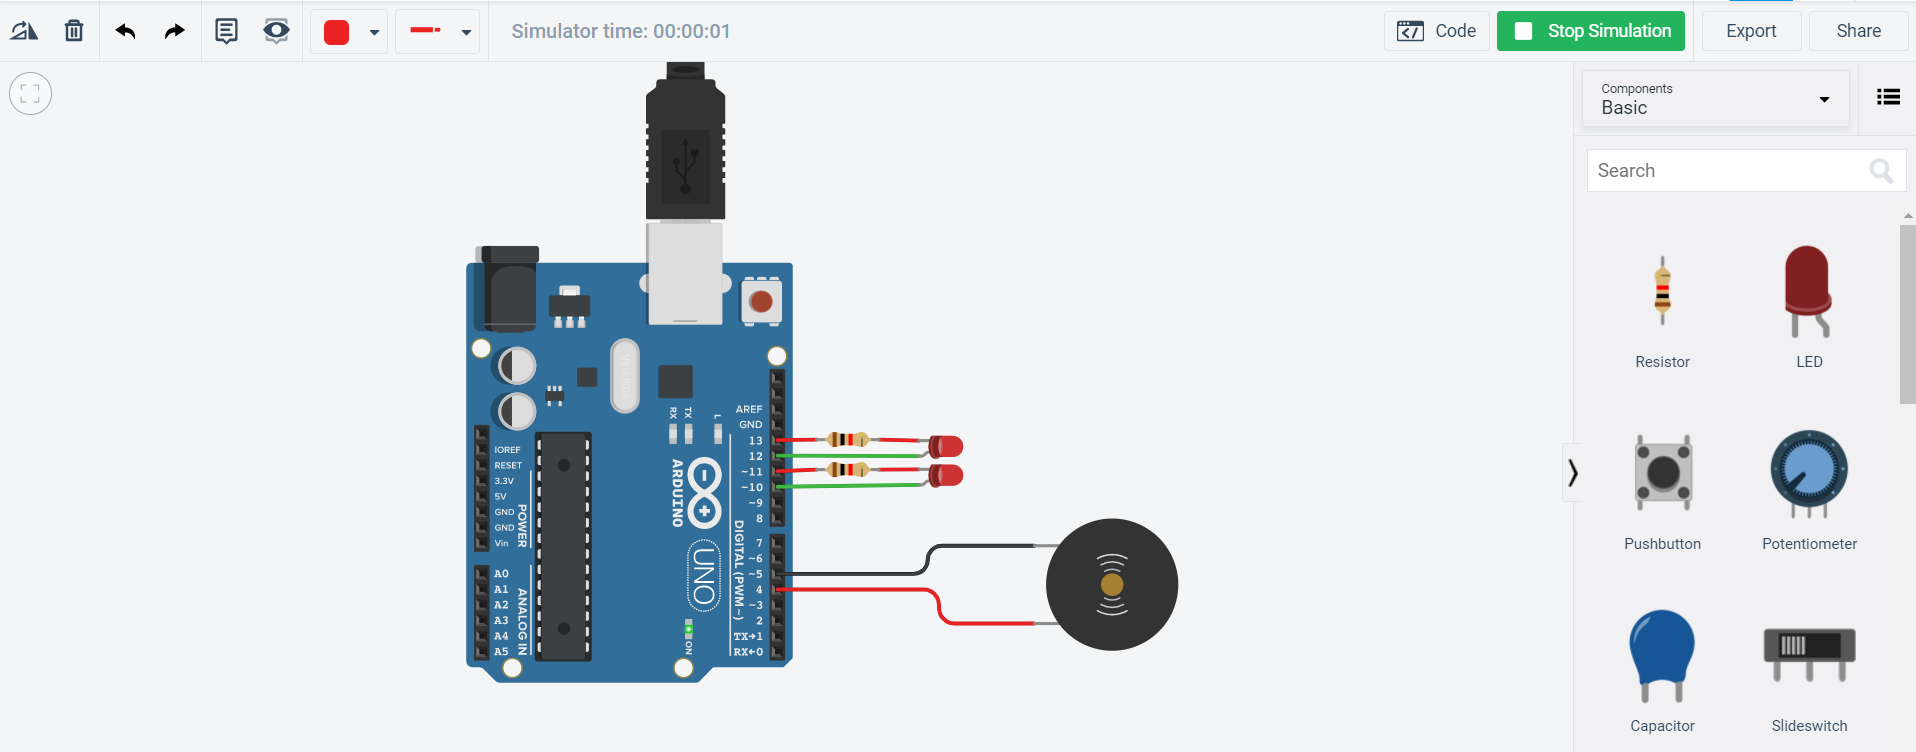 Simulator time: 00:00:01
Code
Stop Simulation
Export
Share
Components
Basic
Search
Resistor
LED
Pushbutton
Potentiometer
Capacitor
Slideswitch
RX
TX
L
AREF
GND
13
12
~11
~10
~9
8
7
~6
~5
4
~3
2
TX→1
RX←0
DIGITAL (PWM~)
ARDUINO
UNO
ON
IOREF
RESET
3.3V
5V
GND
GND
Vin
POWER
A0
A1
A2
A3
A4
A5
ANALOG IN